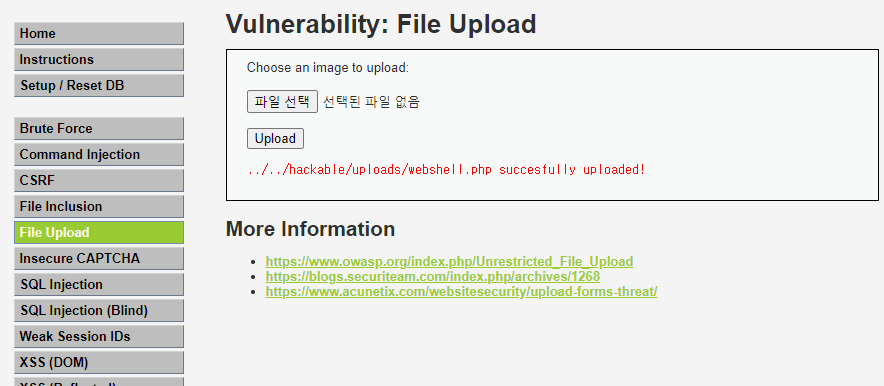 Vulnerability: File Upload
Home
Instructions
Setup / Reset DB
Brute Force
Command Injection
CSRF
File Inclusion
File Upload
Insecure CAPTCHA
SQL Injection
SQL Injection (Blind)
Weak Session IDs
XSS (DOM)
Choose an image to upload:
파일 선택 선택된 파일 없음
Upload
../../hackable/uploads/webshell.php succesfully uploaded!
More Information
https://www.owasp.org/index.php/Unrestricted_File_Upload
https://blogs.securiteam.com/index.php/archives/1268
https://www.acunetix.com/websitesecurity/upload-forms-threat/